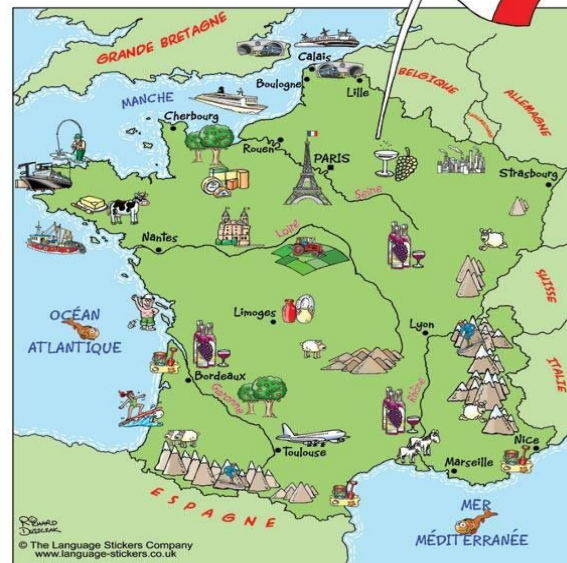 GRANDE BRETAGNE
Calais
Boulogne
Lille
BELGIQUE
ALLEMAGNE
MANCHE
Cherbourg
Rouen
PARIS
Strasbourg
Seine
Nantes
Loire
SUISSE
OCÉAN
ATLANTIQUE
Limoges
Lyon
ITALIE
Bordeaux
Garonne
Rhône
Toulouse
Nice
Marseille
ESPAGNE
MER
MÉDITERRANÉE
© The Language Stickers Company
www.language-stickers.co.uk